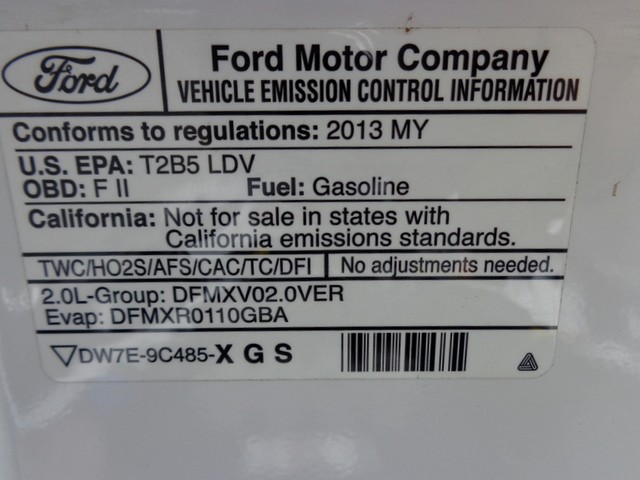 Ford
Ford Motor Company
VEHICLE EMISSION CONTROL INFORMATION
Conforms to regulations: 2013 MY
U.S. EPA: T2B5 LDV
OBD: F II Fuel: Gasoline
California: Not for sale in states with
California emissions standards.
TWC/HO2S/AFS/CAC/TC/DFI No adjustments needed.
2.0L-Group: DFMXV02.0VER
Evap: DFMXR0110GBA
DW7E-9C485-X G S